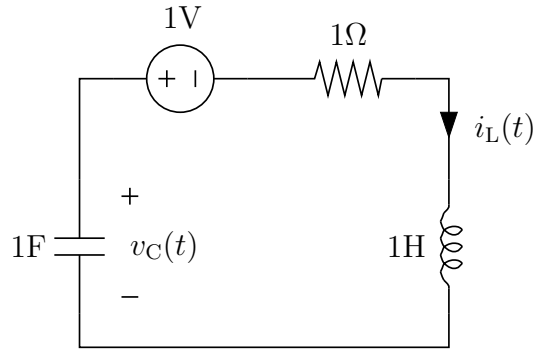 1V
1Ω
+ −
i_L(t)
+
1F
v_C(t)
1H
−